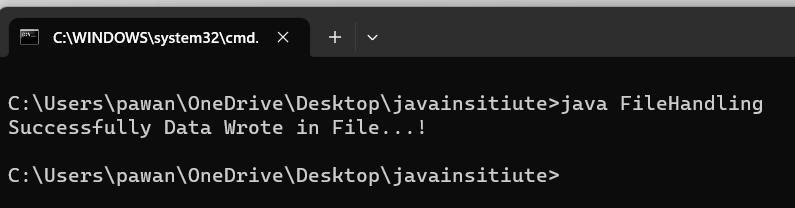 C:\WINDOWS\system32\cmd.
C:\Users\pawan\OneDrive\Desktop\javainsitiute>java FileHandling
Successfully Data Wrote in File...!
C:\Users\pawan\OneDrive\Desktop\javainsitiute>